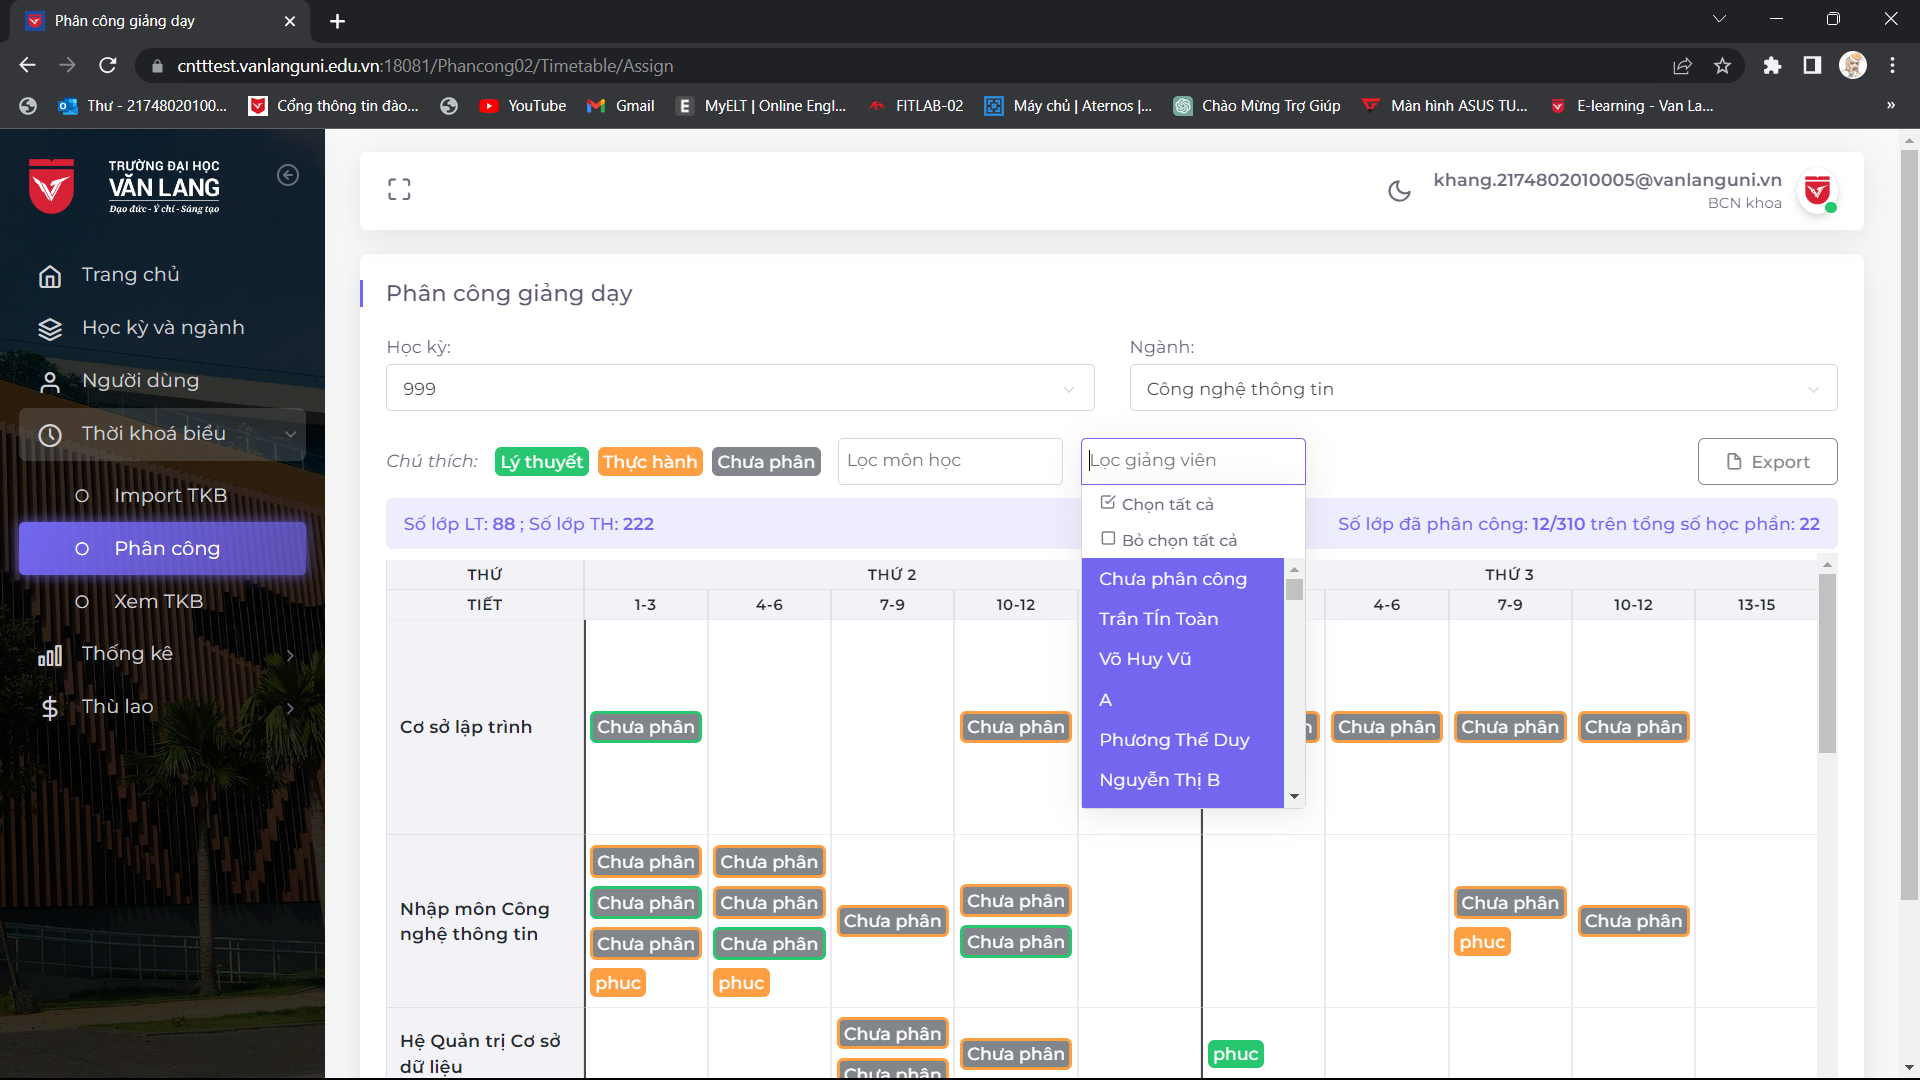 Phân công giảng dạy
cntttest.vanlanguni.edu.vn:18081/Phancong02/Timetable/Assign
Thư - 21748020100...
Cổng thông tin đào...
YouTube
Gmail
MyELT | Online Engl...
FITLAB-02
Máy chủ | Aternos |...
Chào Mừng Trợ Giúp
Màn hình ASUS TU...
E-learning - Van La...
»
TRƯỜNG ĐẠI HỌC
VĂN LANG
Đạo đức - Ý chí - Sáng tạo
Trang chủ
Học kỳ và ngành
Người dùng
Thời khoá biểu
Import TKB
Phân công
Xem TKB
Thống kê
Thù lao
khang.2174802010005@vanlanguni.vn
BCN khoa
Phân công giảng dạy
Học kỳ:
Ngành:
999
Công nghệ thông tin
Chú thích: Lý thuyết Thực hành Chưa phân
Lọc môn học
Lọc giảng viên
Export
Chọn tất cả
Bỏ chọn tất cả
Chưa phân công
Trần TÍn Toàn
Võ Huy Vũ
A
Phương Thế Duy
Nguyễn Thị B
Số lớp LT: 88 ; Số lớp TH: 222
Số lớp đã phân công: 12/310 trên tổng số học phần: 22
THỨ THỨ 2 THỨ 3
TIẾT 1-3 4-6 7-9 10-12 4-6 7-9 10-12 13-15
Cơ sở lập trình
Chưa phân Chưa phân n Chưa phân Chưa phân Chưa phân
Nhập môn Công
nghệ thông tin
Chưa phân Chưa phân
Chưa phân Chưa phân Chưa phân Chưa phân Chưa phân Chưa phân
Chưa phân Chưa phân Chưa phân phuc
phuc phuc
Hệ Quản trị Cơ sở
dữ liệu
Chưa phân Chưa phân phuc
Chưa phân